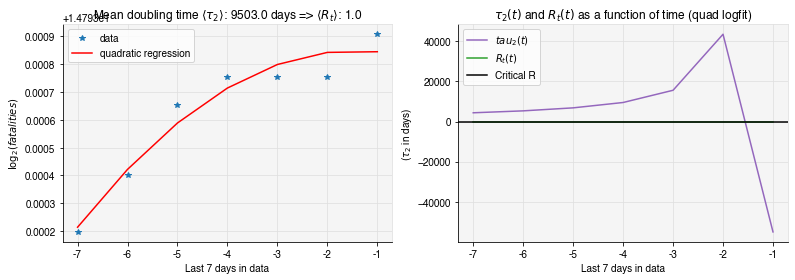 Mean doubling time ⟨τ₂⟩: 9503.0 days => ⟨Rₜ⟩: 1.0
+1.4793e1
data
quadratic regression
log₂(fatalities)
0.0009
0.0008
0.0007
0.0006
0.0005
0.0004
0.0003
0.0002
-7 -6 -5 -4 -3 -2 -1
Last 7 days in data
τ₂(t) and Rₜ(t) as a function of time (quad logfit)
tau₂(t)
Rₜ(t)
Critical R
(τ₂ in days)
40000
20000
0
−20000
−40000
-7 -6 -5 -4 -3 -2 -1
Last 7 days in data